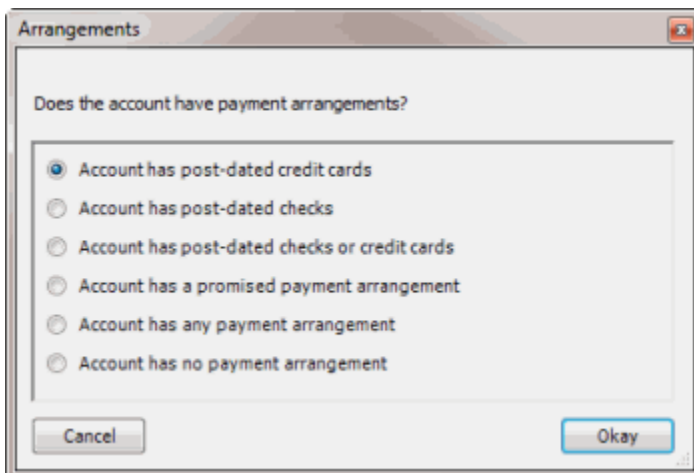 Arrangements
Does the account have payment arrangements?
Account has post-dated credit cards
Account has post-dated checks
Account has post-dated checks or credit cards
Account has a promised payment arrangement
Account has any payment arrangement
Account has no payment arrangement
Cancel Okay